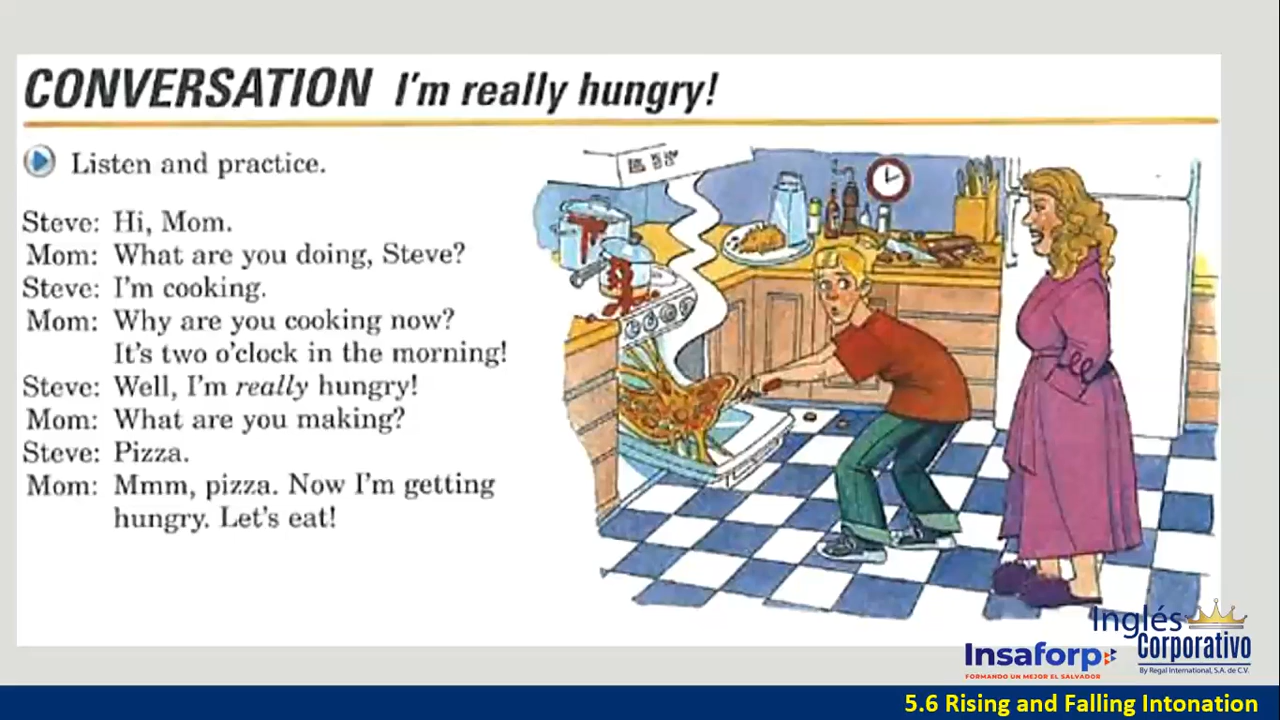 CONVERSATION I'm really hungry!
Listen and practice.
Steve: Hi, Mom.
Mom: What are you doing, Steve?
Steve: I'm cooking.
Mom: Why are you cooking now?
It's two o'clock in the morning!
Steve: Well, I'm really hungry!
Mom: What are you making?
Steve: Pizza.
Mom: Mmm, pizza. Now I'm getting
hungry. Let's eat!
Inglés
Corporativo
By Regal International, S.A. de C.V.
Insaforp
FORMANDO UN MEJOR EL SALVADOR
5.6 Rising and Falling Intonation